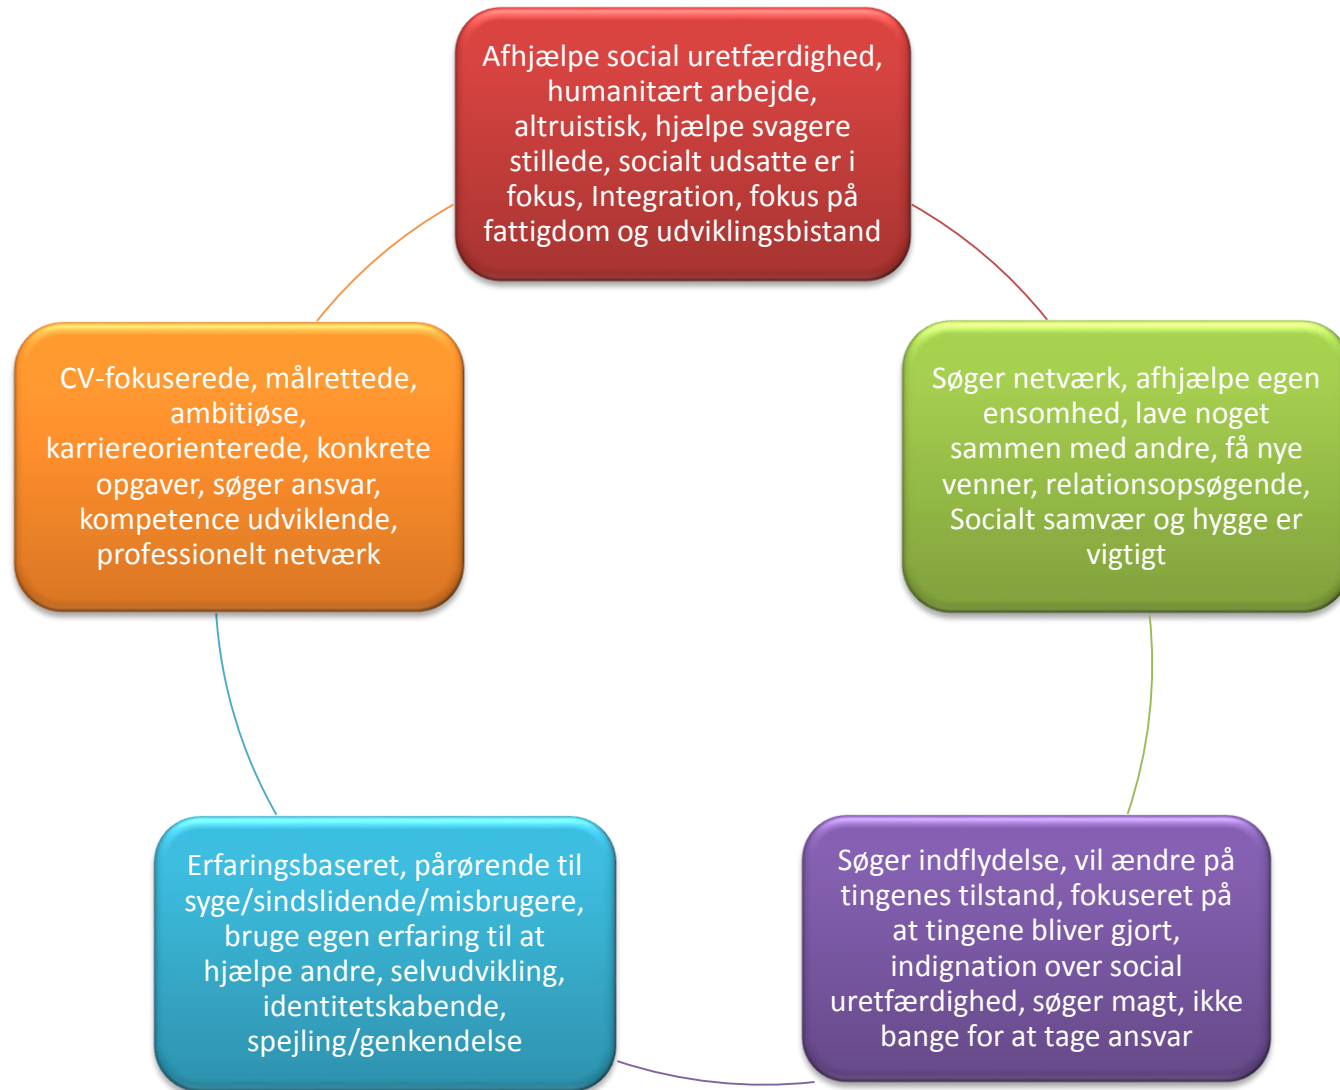 Afhjælpe social uretfærdighed,
humanitært arbejde,
altruistisk, hjælpe svagere
stillede, socialt udsatte er i
fokus, Integration, fokus på
fattigdom og udviklingsbistand
Søger netværk, afhjælpe egen
ensomhed, lave noget
sammen med andre, få nye
venner, relationsopsøgende,
Socialt samvær og hygge er
vigtigt
Søger indflydelse, vil ændre på
tingenes tilstand, fokuseret på
at tingene bliver gjort,
indignation over social
uretfærdighed, søger magt, ikke
bange for at tage ansvar
Erfaringsbaseret, pårørende til
syge/sindslidende/misbrugere,
bruge egen erfaring til at
hjælpe andre, selvudvikling,
identitetskabende,
spejling/genkendelse
CV-fokuserede, målrettede,
ambitiøse,
karriereorienterede, konkrete
opgaver, søger ansvar,
kompetence udviklende,
professionelt netværk